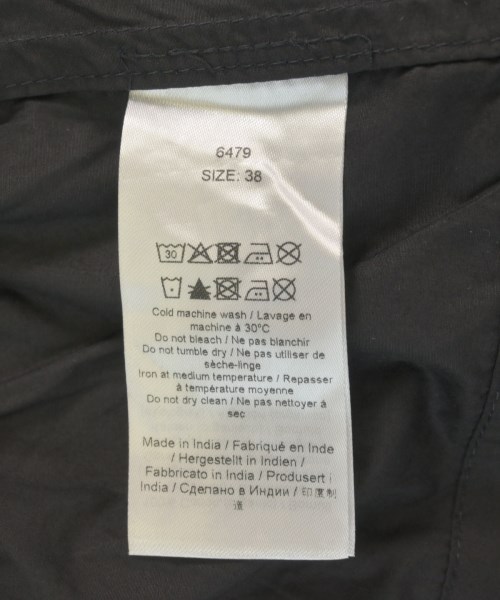 6479
SIZE: 38
30
Cold machine wash / Lavage en
machine à 30°C
Do not bleach / Ne pas blanchir
Do not tumble dry / Ne pas utiliser de
sèche-linge
Iron at medium temperature / Repasser
à température moyenne
Do not dry clean / Ne pas nettoyer à
sec
Made in India / Fabriqué en Inde
/ Hergestellt in Indien /
Fabbricato in India / Produsert i
India / Сделано в Индии / 印度制
造